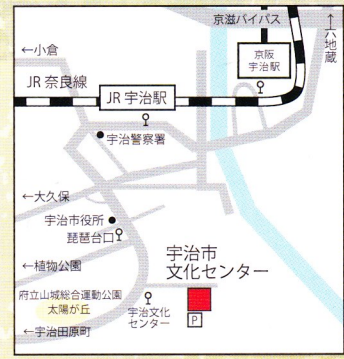 京滋バイパス
↑六地蔵
←小倉
京阪
宇治駅
JR 奈良線
JR 宇治駅
宇治警察署
←大久保
宇治市役所
琵琶台口
宇治市
文化センター
←植物公園
府立山城総合運動公園
太陽が丘
宇治文化
センター
P
←宇治田原町